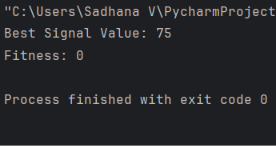 "C:\Users\Sadhana V\PycharmProject
Best Signal Value: 75
Fitness: 0
Process finished with exit code 0